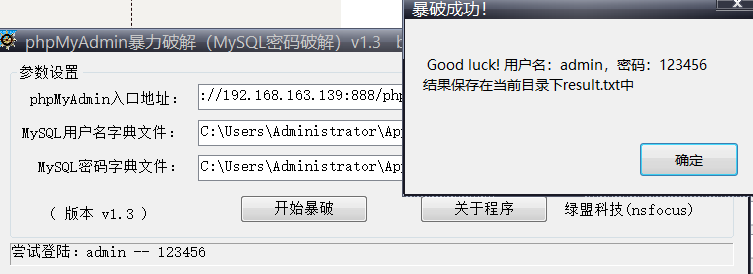 暴破成功!
phpMyAdmin暴力破解（MySQL密码破解）v1.3
Good luck! 用户名：admin，密码：123456
结果保存在当前目录下result.txt中
确定
参数设置
phpMyAdmin入口地址： ://192.168.163.139:888/php
MySQL用户名字典文件： C:\Users\Administrator\App
MySQL密码字典文件： C:\Users\Administrator\App
（ 版本 v1.3 ） 开始暴破 关于程序 绿盟科技(nsfocus)
尝试登陆：admin -- 123456